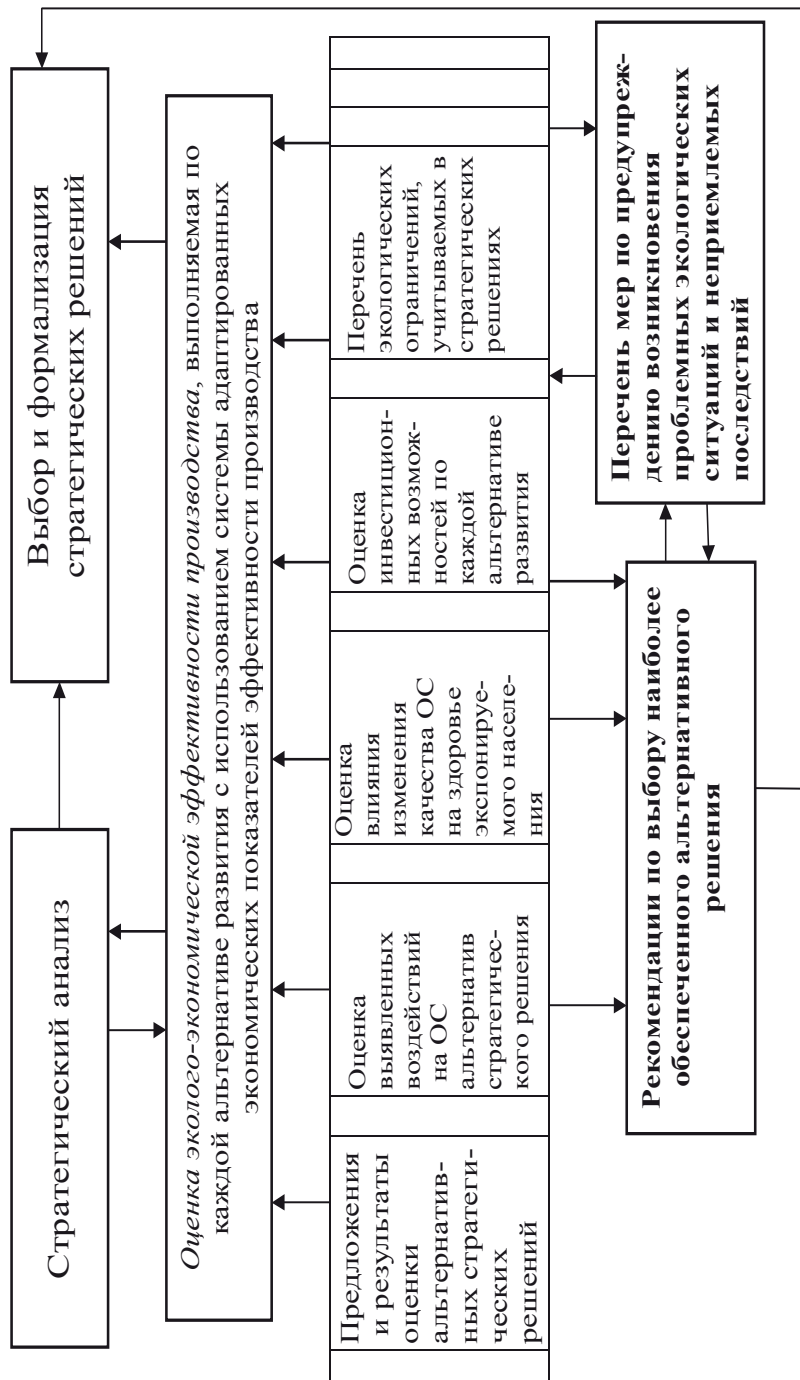 Стратегический анализ
Выбор и формализация
стратегических решений
Оценка эколого-экономической эффективности производства, выполняемая по
каждой альтернативе развития с использованием системы адаптированных
экономических показателей эффективности производства
Предложения
и результаты
оценки
альтернатив-
ных стратеги-
ческих
решений
Оценка
выявленных
воздействий
на ОС
альтернатив
стратегичес-
кого решения
Оценка
влияния
изменения
качества ОС
на здоровье
экспонируе-
мого населе-
ния
Оценка
инвестицион-
ных возмож-
ностей по
каждой
альтернативе
развития
Перечень
экологических
ограничений,
учитываемых в
стратегических
решениях
Рекомендации по выбору наиболее
обеспеченного альтернативного
решения
Перечень мер по предупреж-
дению возникновения
проблемных экологических
ситуаций и неприемлемых
последствий